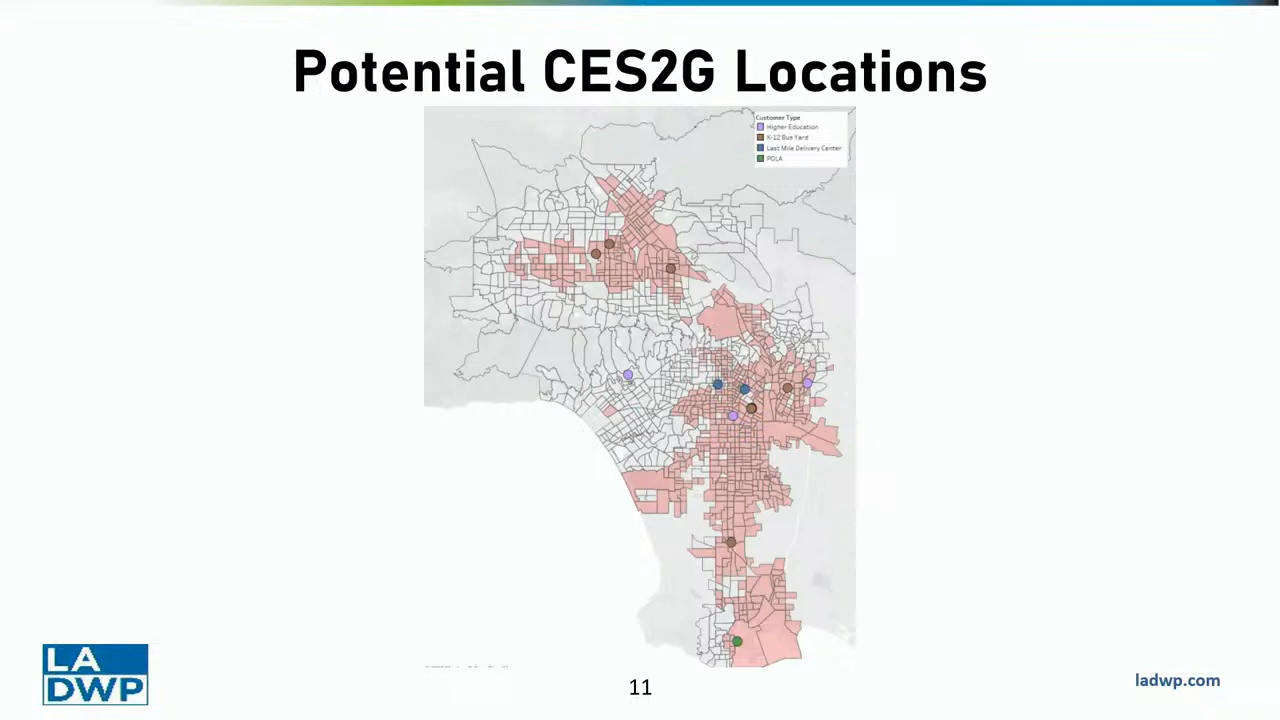 Potential CES2G Locations
Customer Type
Higher Education
K-12 Bus Yard
Last Mile Delivery Center
POLA
LA
DWP
11
ladwp.com